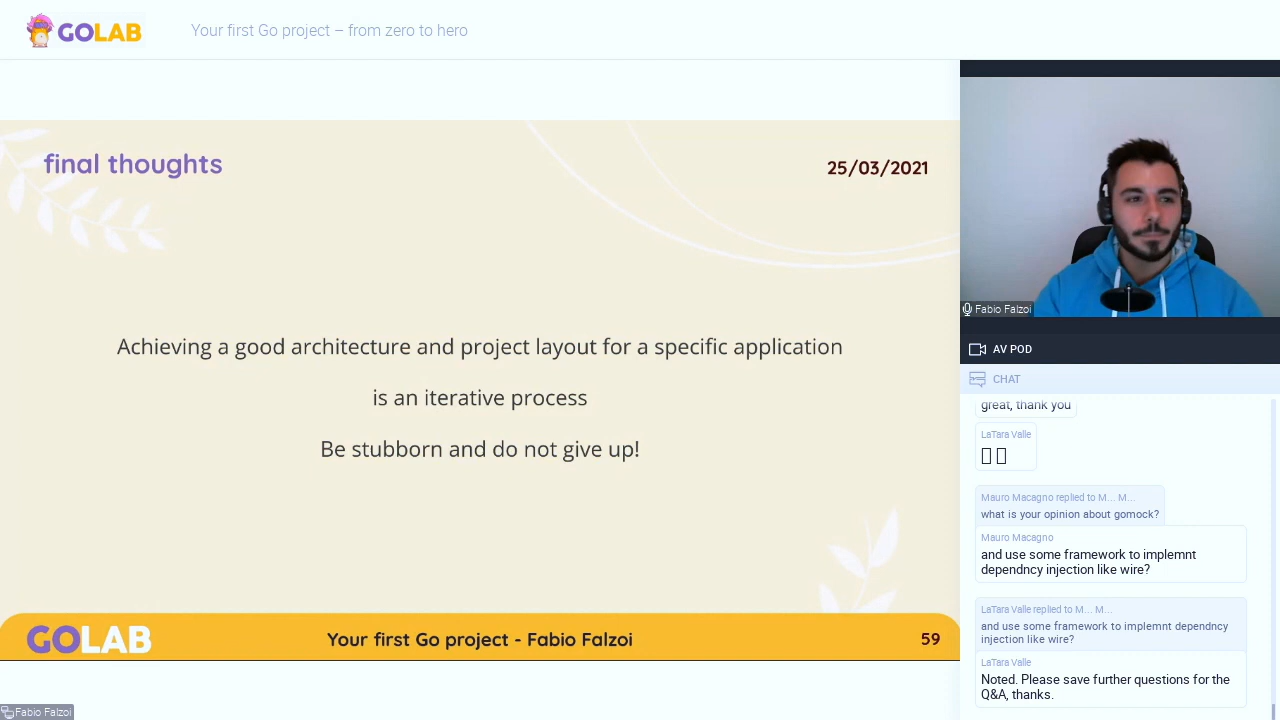 GOLAB
Your first Go project – from zero to hero
final thoughts
25/03/2021
Achieving a good architecture and project layout for a specific application
is an iterative process
Be stubborn and do not give up!
GOLAB
Your first Go project - Fabio Falzoi
59
Fabio Falzoi
Fabio Falzoi
AV POD
CHAT
great, thank you
LaTara Valle
Mauro Macagno replied to M... M...
what is your opinion about gomock?
Mauro Macagno
and use some framework to implemnt
dependncy injection like wire?
LaTara Valle replied to M... M...
and use some framework to implemnt dependncy
injection like wire?
LaTara Valle
Noted. Please save further questions for the
Q&A, thanks.